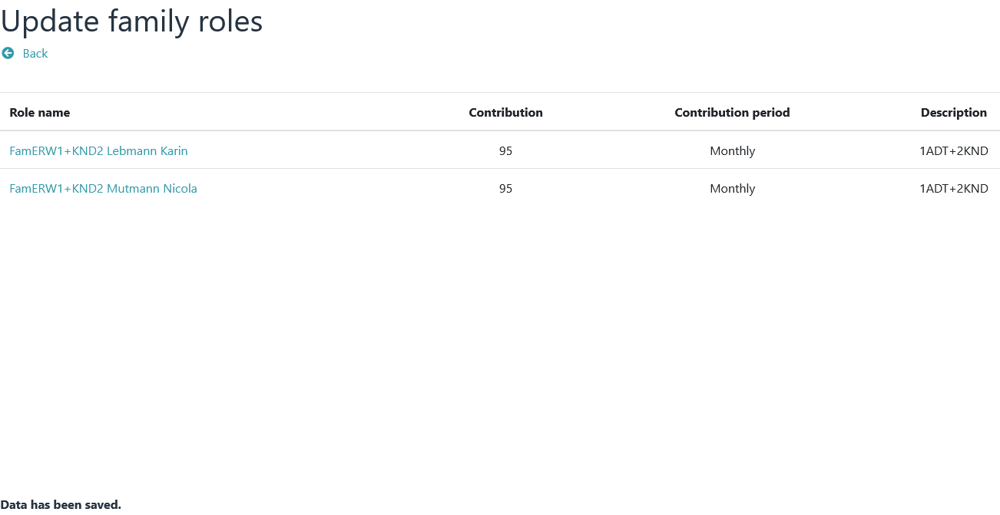 Update family roles
Back
Role name Contribution Contribution period Description
FamERW1+KND2 Lebmann Karin 95 Monthly 1ADT+2KND
FamERW1+KND2 Mutmann Nicola 95 Monthly 1ADT+2KND
Data has been saved.